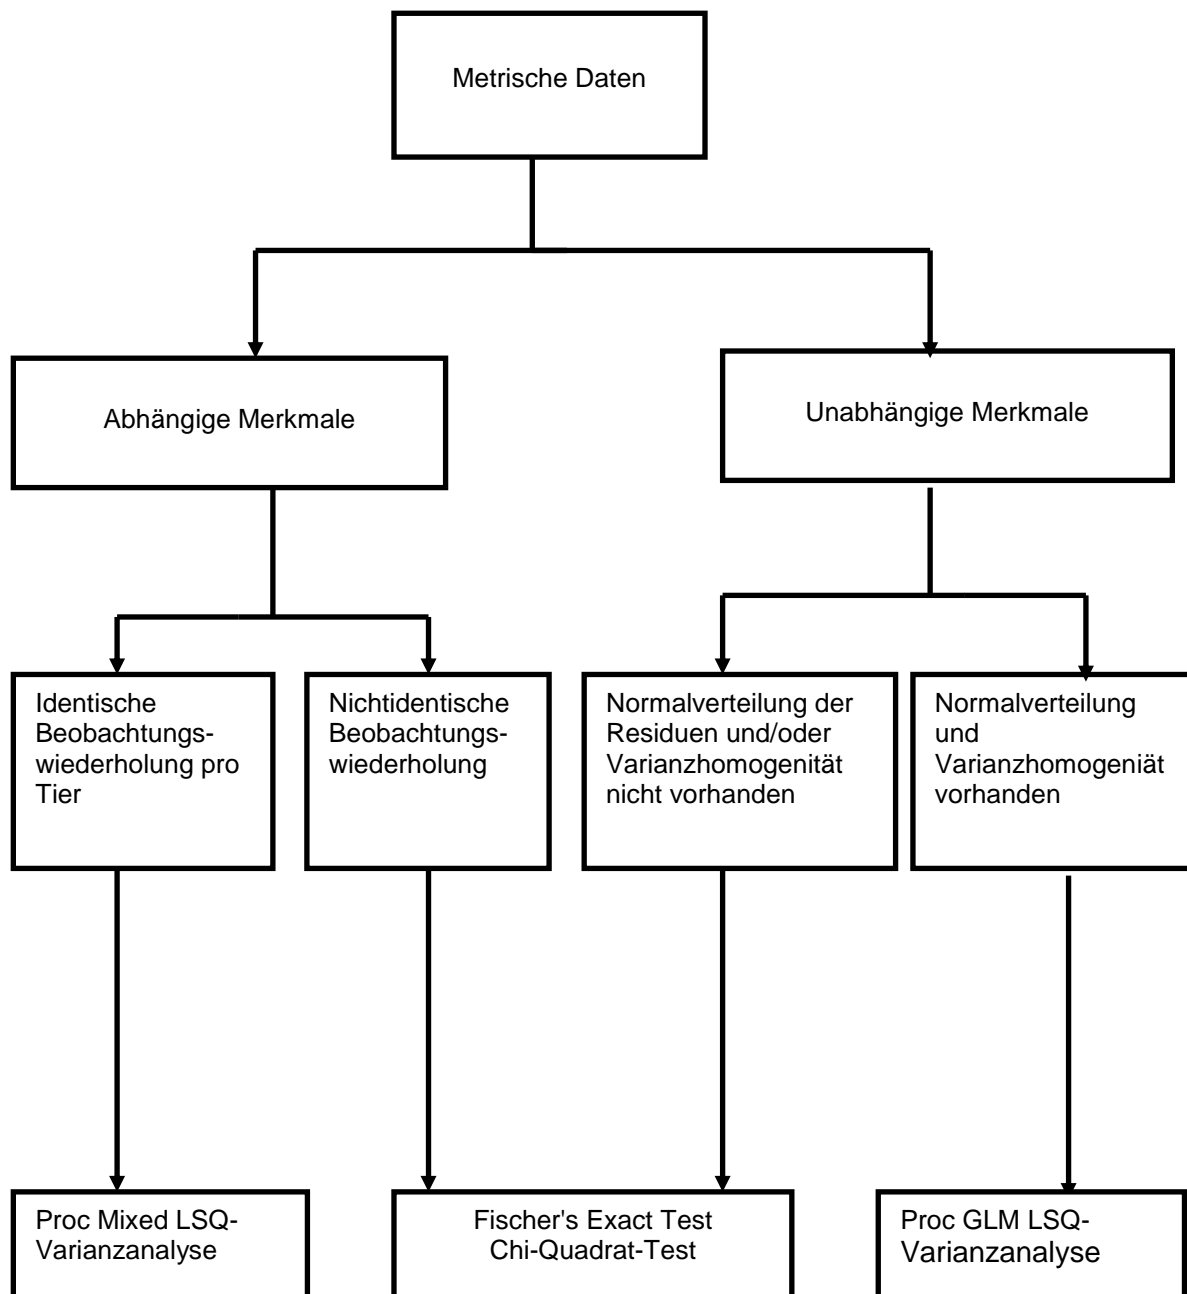 Metrische Daten
Abhängige Merkmale
Unabhängige Merkmale
Identische
Beobachtungs-
wiederholung pro
Tier
Nichtidentische
Beobachtungs-
wiederholung
Normalverteilung der
Residuen und/oder
Varianzhomogenität
nicht vorhanden
Normalverteilung
und
Varianzhomogeniät
vorhanden
Proc Mixed LSQ-
Varianzanalyse
Fischer's Exact Test
Chi-Quadrat-Test
Proc GLM LSQ-
Varianzanalyse